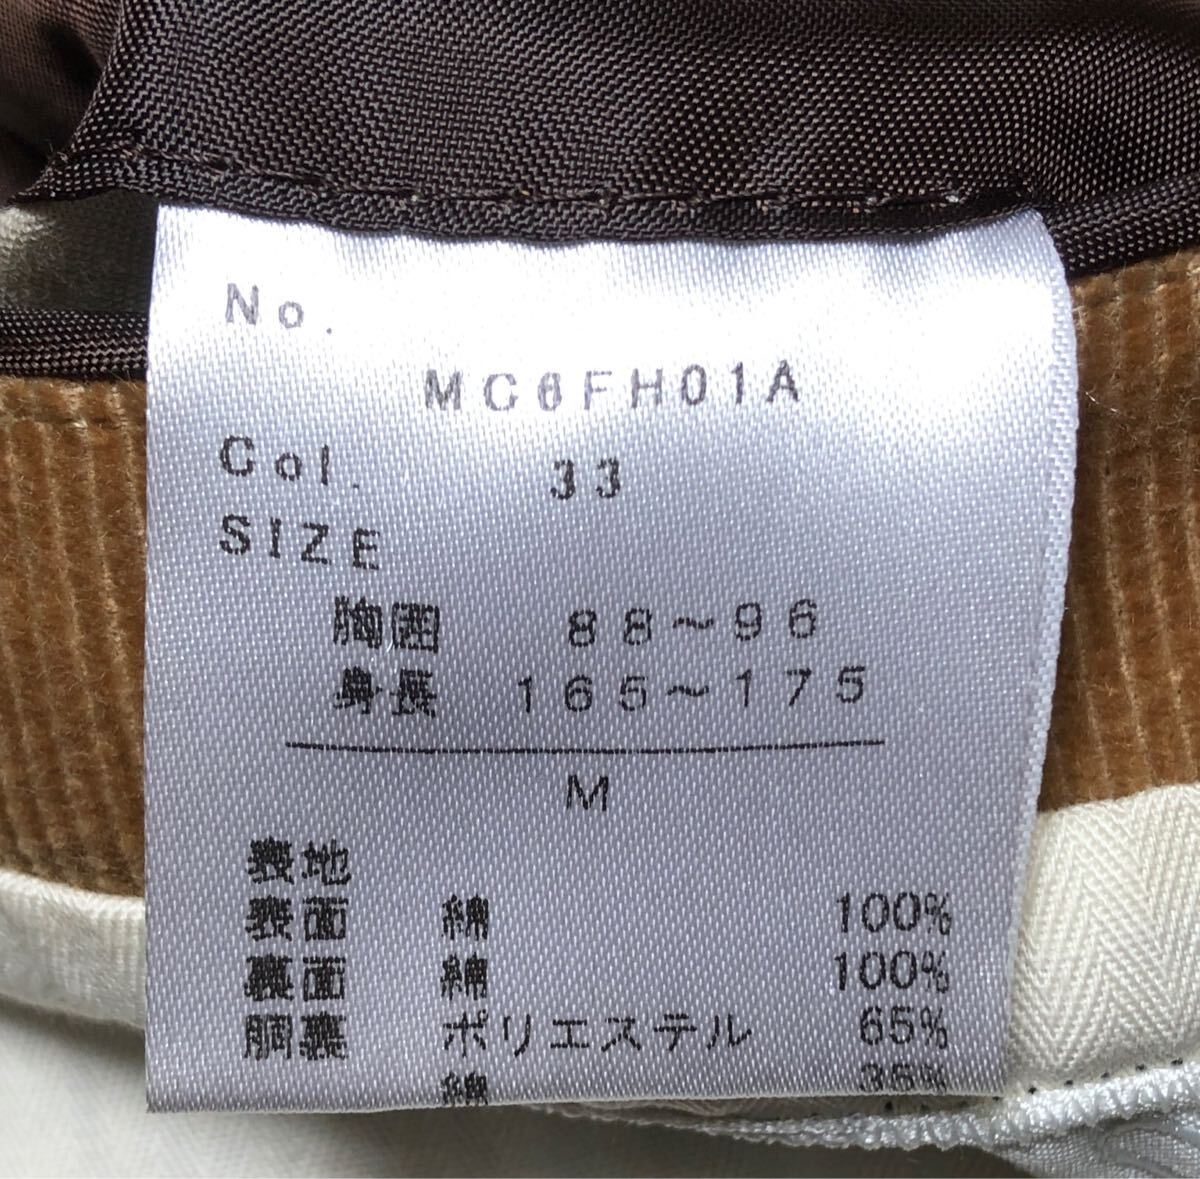 No.
MC6FH01A
Col. 33
SIZE
胸囲 88～96
身長 165～175
M
表地
表面 綿 100%
裏面 綿 100%
胴裏 ポリエステル 65%
綿 35%